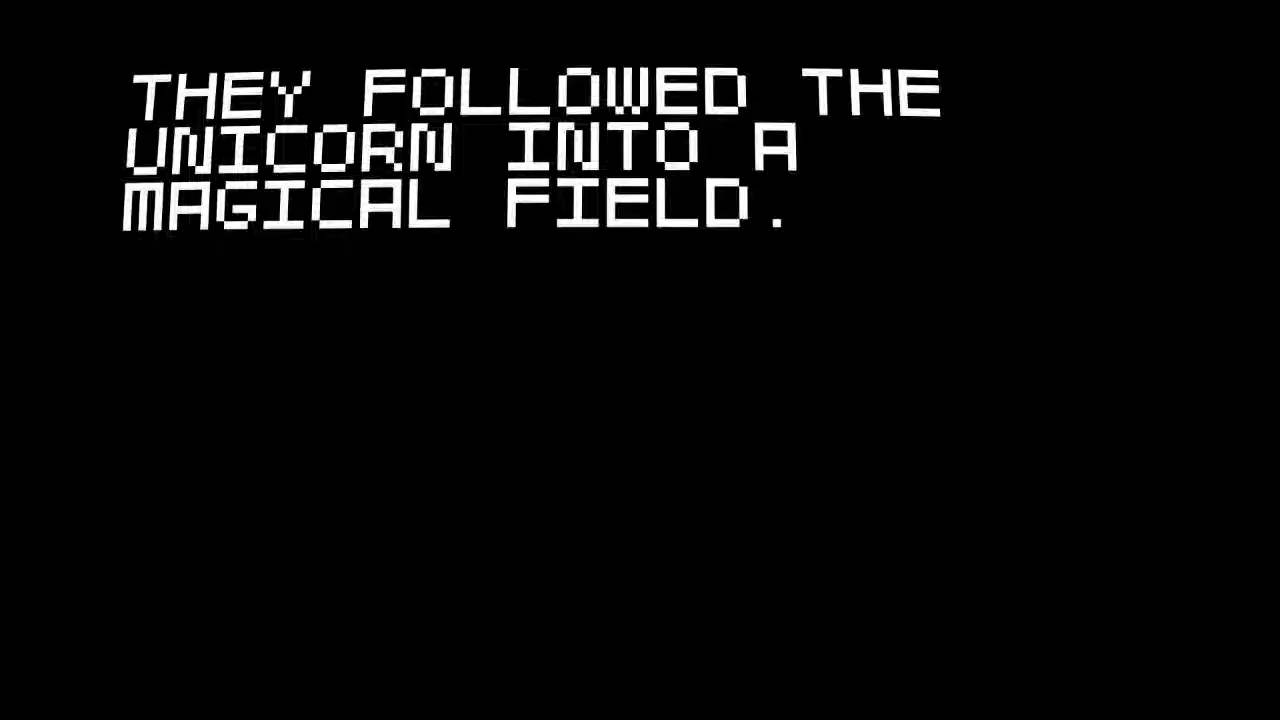 THEY FOLLOWED THE
UNICORN INTO A
MAGICAL FIELD.